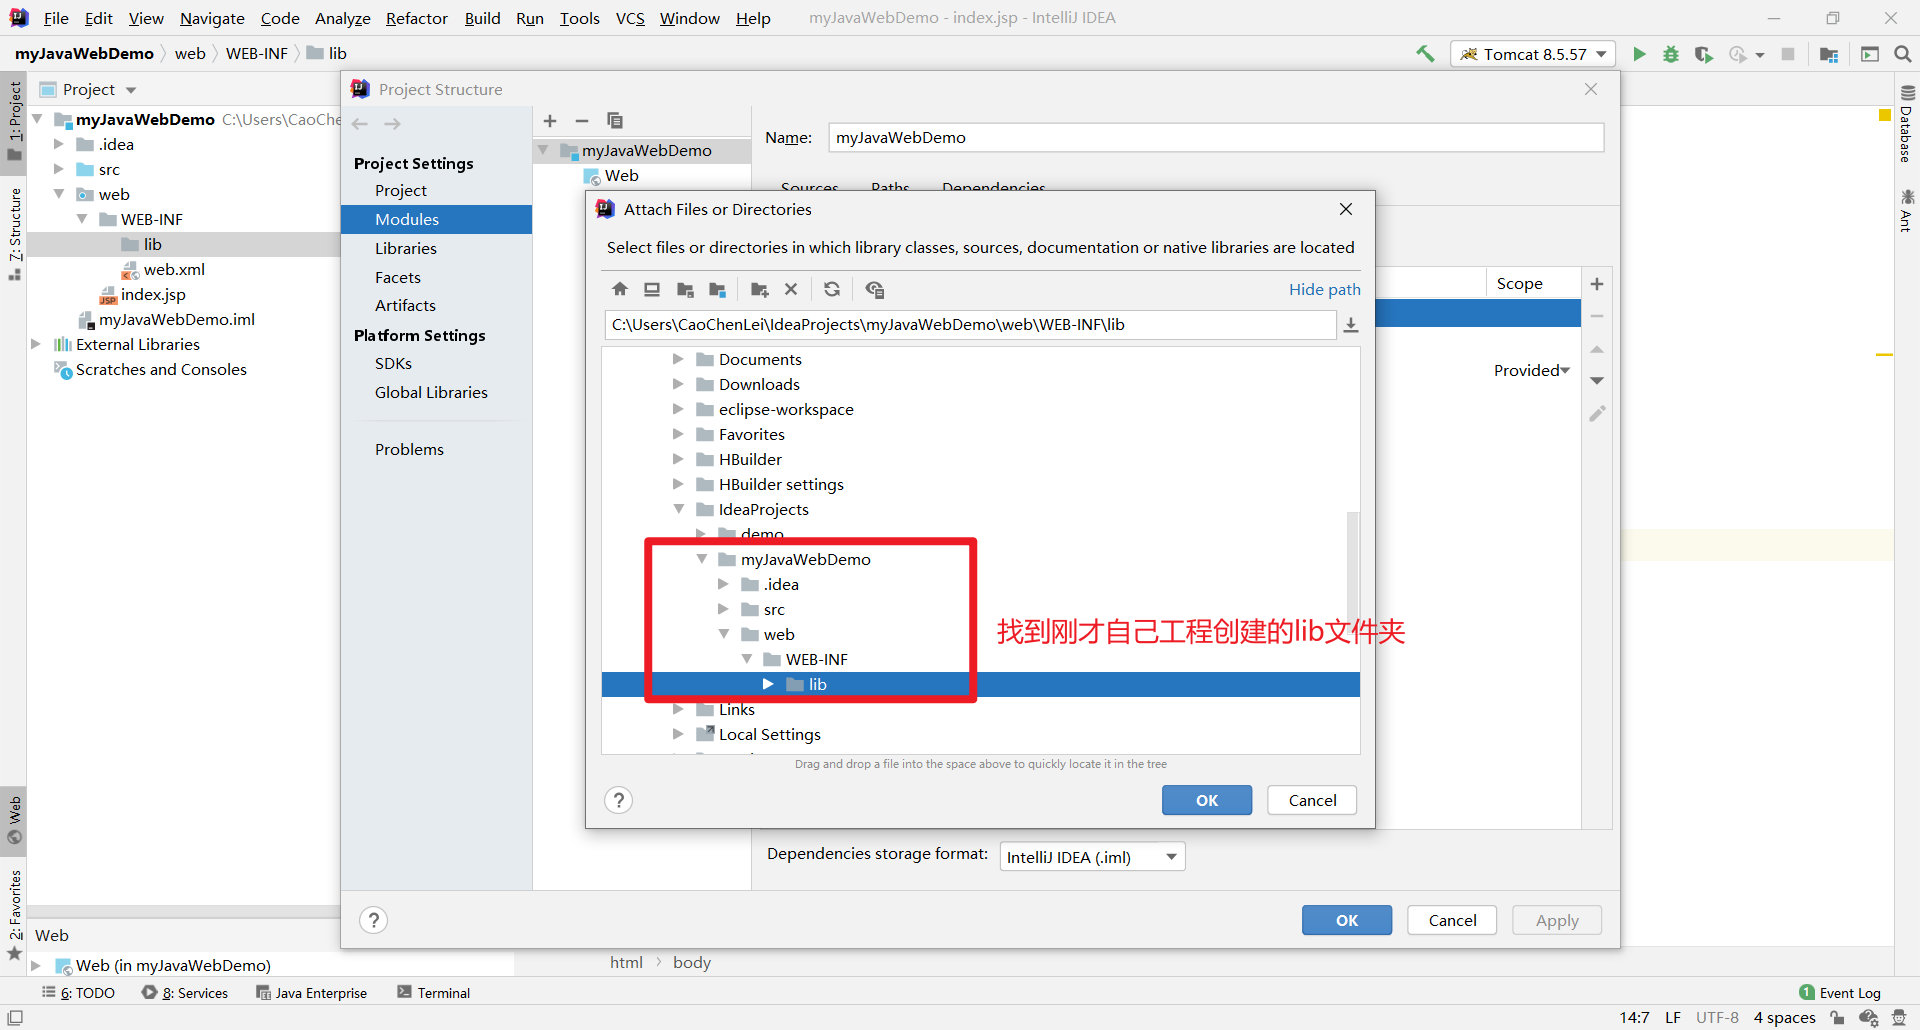 File Edit View Navigate Code Analyze Refactor Build Run Tools VCS Window Help myJavaWebDemo - index.jsp - IntelliJ IDEA
myJavaWebDemo web WEB-INF lib
Tomcat 8.5.57
1: Project
7: Structure
Web
2: Favorites
Project
myJavaWebDemo C:\Users\CaoChe
.idea
src
web
WEB-INF
lib
web.xml
index.jsp
myJavaWebDemo.iml
External Libraries
Scratches and Consoles
Web
Web (in myJavaWebDemo)
Project Structure
Project Settings
Project
Modules
Libraries
Facets
Artifacts
Platform Settings
SDKs
Global Libraries
Problems
myJavaWebDemo
Web
Name: myJavaWebDemo
Sources Paths Dependencies
Scope
Provided
Attach Files or Directories
Select files or directories in which library classes, sources, documentation or native libraries are located
Hide path
C:\Users\CaoChenLei\IdeaProjects\myJavaWebDemo\web\WEB-INF\lib
Documents
Downloads
eclipse-workspace
Favorites
HBuilder
HBuilder settings
IdeaProjects
demo
myJavaWebDemo
.idea
src
web
WEB-INF
lib
Links
Local Settings
找到刚才自己工程创建的lib文件夹
Drag and drop a file into the space above to quickly locate it in the tree
? OK Cancel
Dependencies storage format: IntelliJ IDEA (.iml)
? OK Cancel Apply
Database
Ant
html body
6: TODO 8: Services Java Enterprise Terminal 1 Event Log
14:7 LF UTF-8 4 spaces